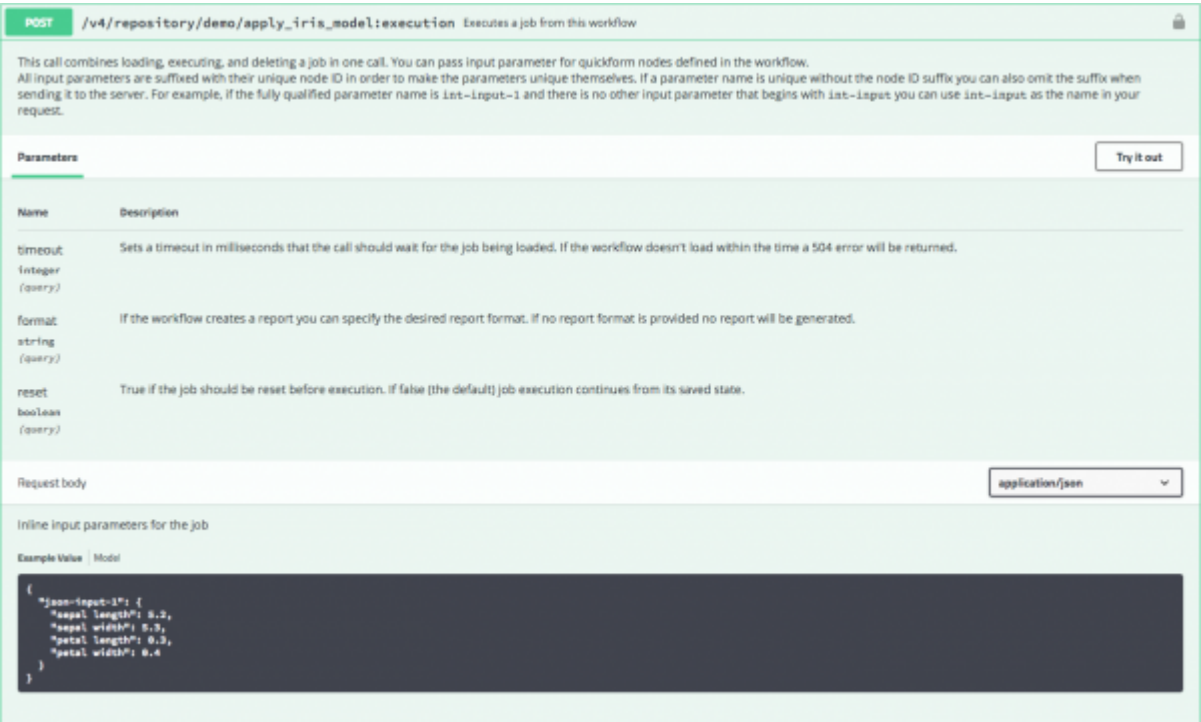 POST /v4/repository/demo/apply_iris_model:execution Executes a job from this workflow
This call combines loading, executing, and deleting a job in one call. You can pass input parameter for quickform nodes defined in the workflow.
All input parameters are suffixed with their unique node ID in order to make the parameters unique themselves. If a parameter name is unique without the node ID suffix you can also omit the suffix when
sending it to the server. For example, if the fully qualified parameter name is int-input-1 and there is no other input parameter that begins with int-input you can use int-input as the name in your
request.
Parameters
Try it out
Name Description
timeout Sets a timeout in milliseconds that the call should wait for the job being loaded. If the workflow doesn't load within the time a 504 error will be returned.
integer
(query)
format If the workflow creates a report you can specify the desired report format. If no report format is provided no report will be generated.
string
(query)
reset True if the job should be reset before execution. If false (the default) job execution continues from its saved state.
boolean
(query)
Request body application/json
Inline input parameters for the job
Example Value Model
{
"json-input-1": {
"sepal length": 5.2,
"sepal width": 5.3,
"petal length": 0.3,
"petal width": 0.4
}
}